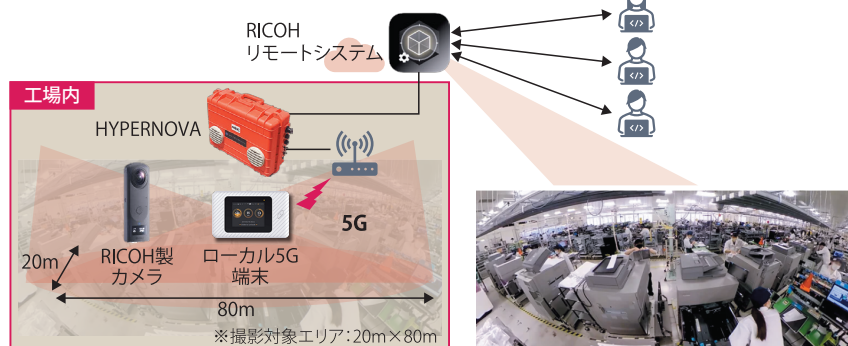 RICOH
リモートシステム
工場内
HYPERNOVA
5G
RICOH製
カメラ
ローカル5G
端末
20m
80m
※撮影対象エリア：20m×80m